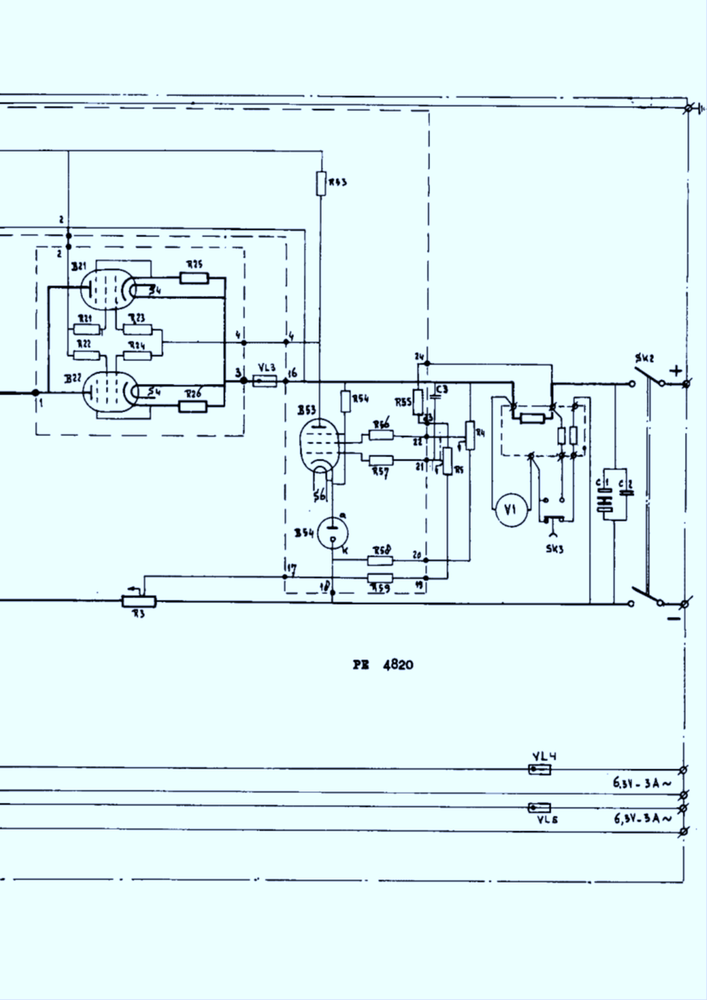 R53
2
2
B21
R25
S4
R21
R23
R22
R24
4
4
B22
S4
R26
3
VL3
16
1
24
SK2
+
B53
R54
R55
C3
23
R56
22
R4
R57
21
R5
S6
C1
C2
V1
a
B54
k
SK3
R58
20
17
R59
19
18
R3
−
PE 4820
VL4
6,3V - 3A ~
VL5
6,3V - 3A ~